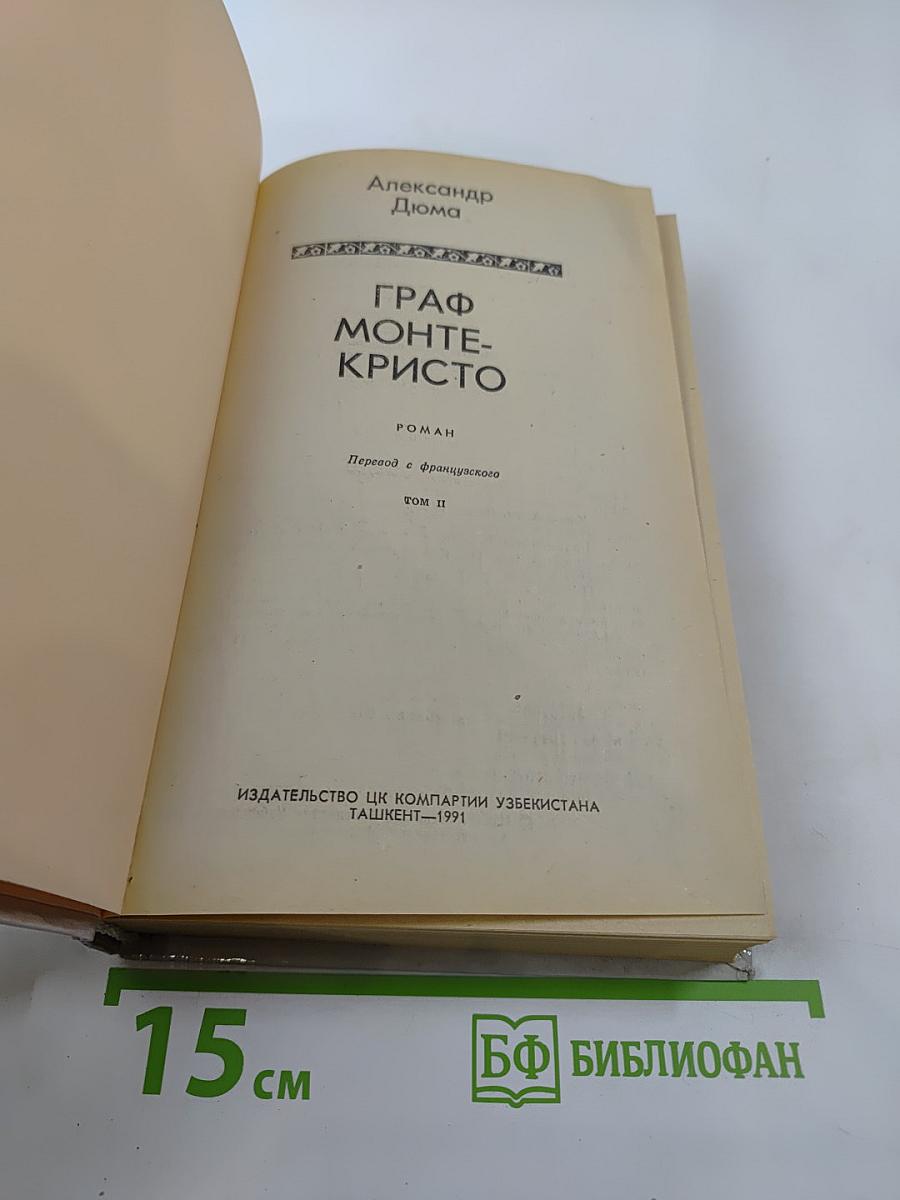 Александр
Дюма
ГРАФ
МОНТЕ-
КРИСТО
РОМАН
Перевод с французского
ТОМ II
ИЗДАТЕЛЬСТВО ЦК КОМПАРТИИ УЗБЕКИСТАНА
ТАШКЕНТ—1991
15 см
БФ БИБЛИОФАН